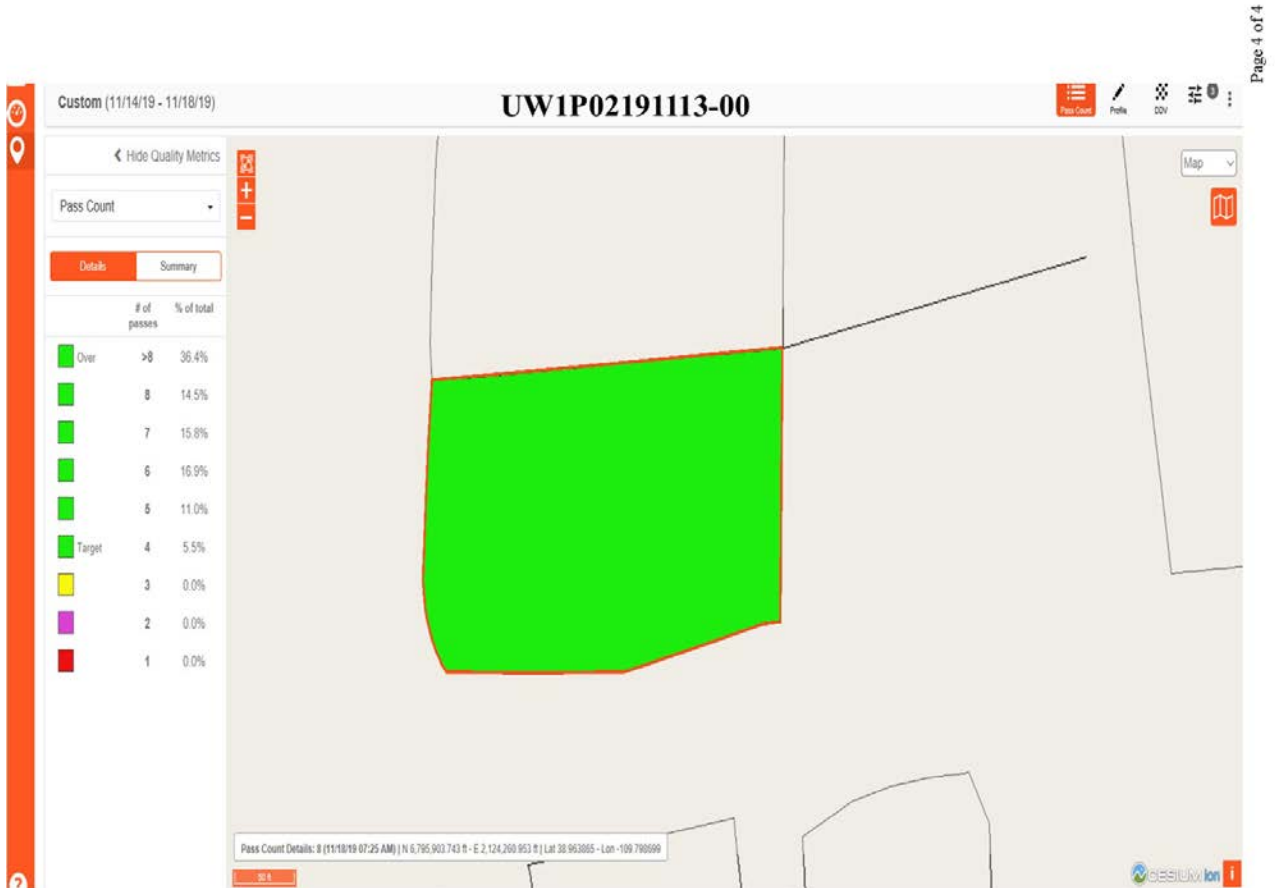 Page 4 of 4
Custom (11/14/19 - 11/18/19)
UW1P02191113-00
Pass Count
Profile
DDV
Hide Quality Metrics
Map
Pass Count
Details Summary
# of passes % of total
Over >8 36.4%
8 14.5%
7 15.8%
6 16.9%
5 11.0%
Target 4 5.5%
3 0.0%
2 0.0%
1 0.0%
Pass Count Details: 8 (11/18/19 07:25 AM) | N 6,795,903.743 ft - E 2,124,260.953 ft | Lat 38.963865 - Lon -109.798699
50 ft
CESIUM ion